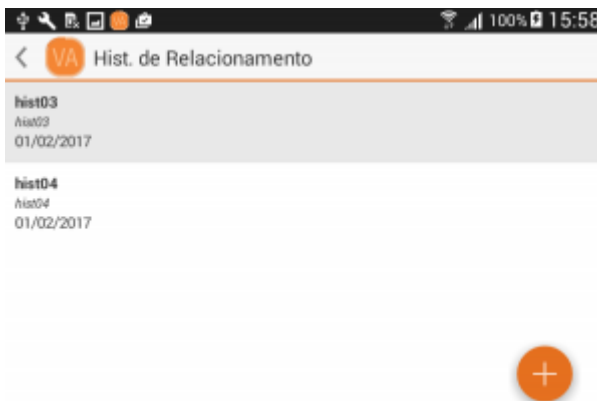 100% 15:58
VA Hist. de Relacionamento
hist03
hist03
01/02/2017
hist04
hist04
01/02/2017